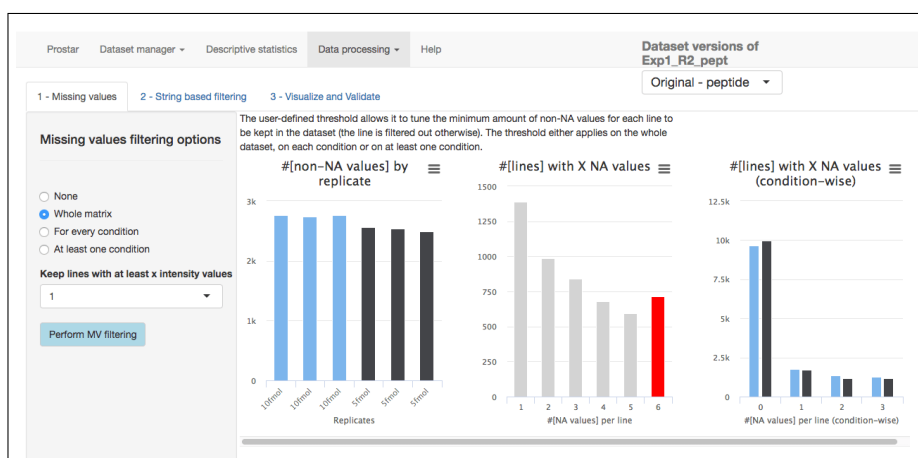 Prostar Dataset manager Descriptive statistics Data processing Help
Dataset versions of
Exp1_R2_pept
Original - peptide
1 - Missing values 2 - String based filtering 3 - Visualize and Validate
Missing values filtering options
None
Whole matrix
For every condition
At least one condition
Keep lines with at least x intensity values
1
Perform MV filtering
The user-defined threshold allows it to tune the minimum amount of non-NA values for each line to
be kept in the dataset (the line is filtered out otherwise). The threshold either applies on the whole
dataset, on each condition or on at least one condition.
#[non-NA values] by
replicate
3k
2k
1k
0
10fmol 10fmol 10fmol 5fmol 5fmol 5fmol
Replicates
#[lines] with X NA values
1500
1250
1000
750
500
250
0
1 2 3 4 5 6
#[NA values] per line
#[lines] with X NA values
(condition-wise)
12.5k
10k
7.5k
5k
2.5k
0
0 1 2 3
#[NA values] per line (condition-wise)